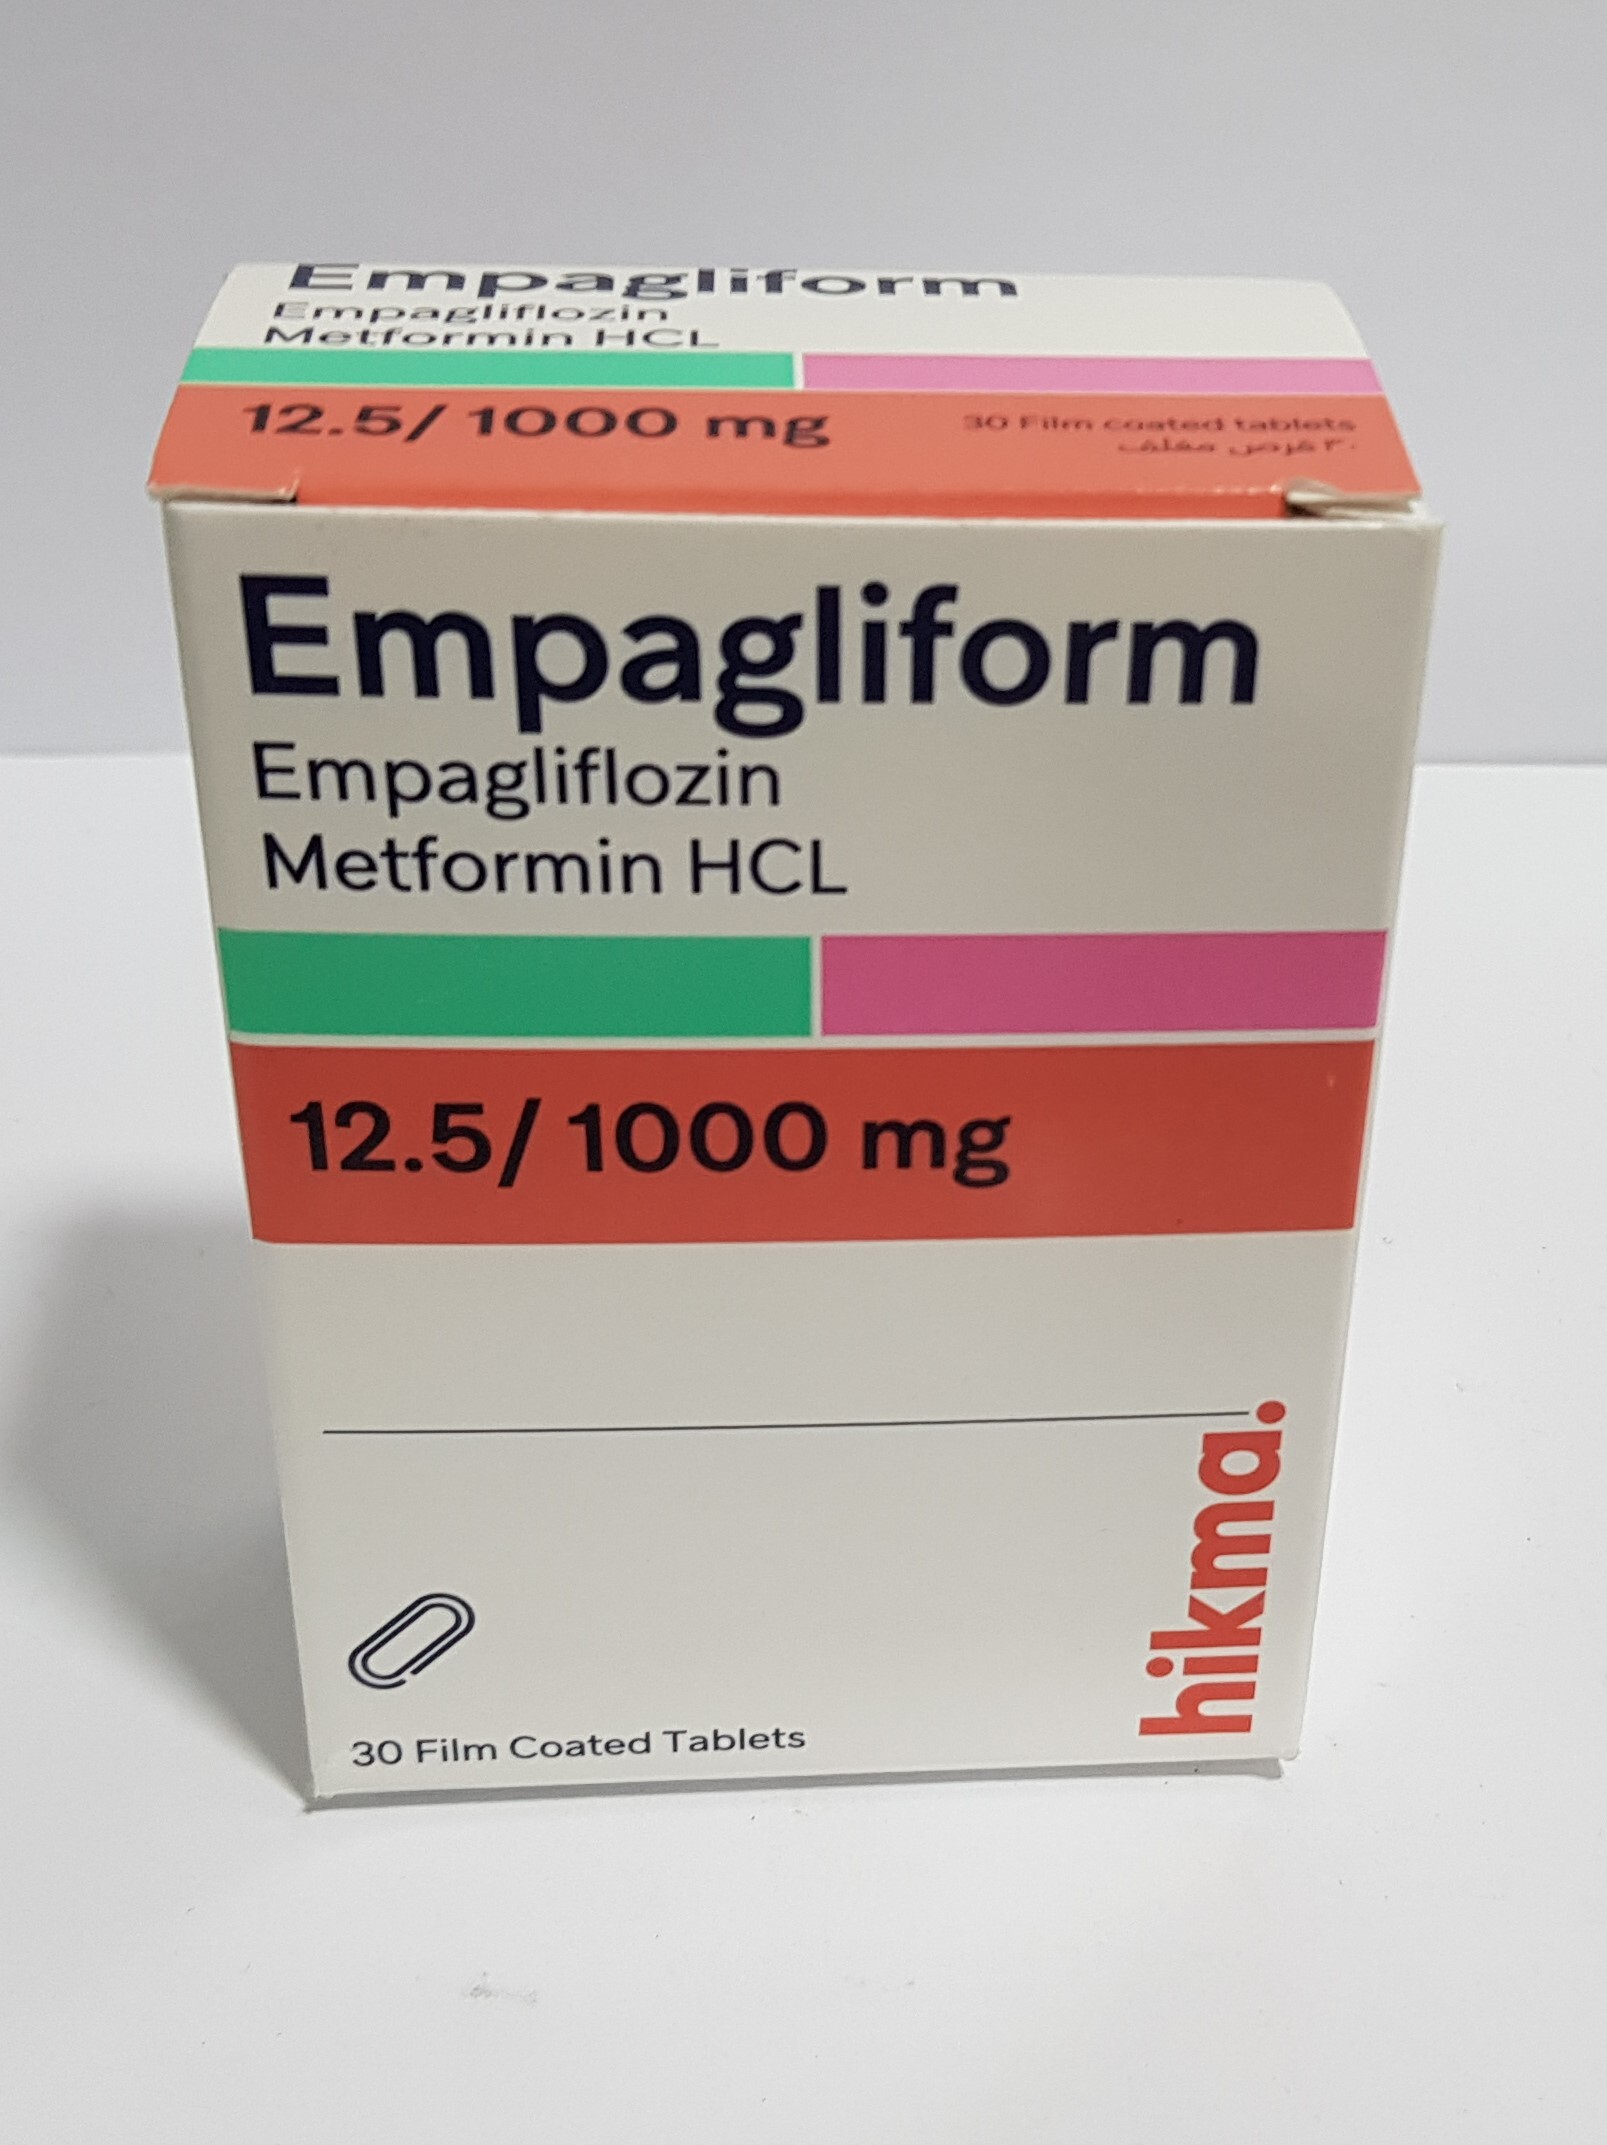 Empagliform
Empagliflozin
Metformin HCL
12.5/ 1000 mg
30 Film coated tablets
٣٠ قرص مغلف
Empagliform
Empagliflozin
Metformin HCL
12.5/ 1000 mg
hikma.
30 Film Coated Tablets